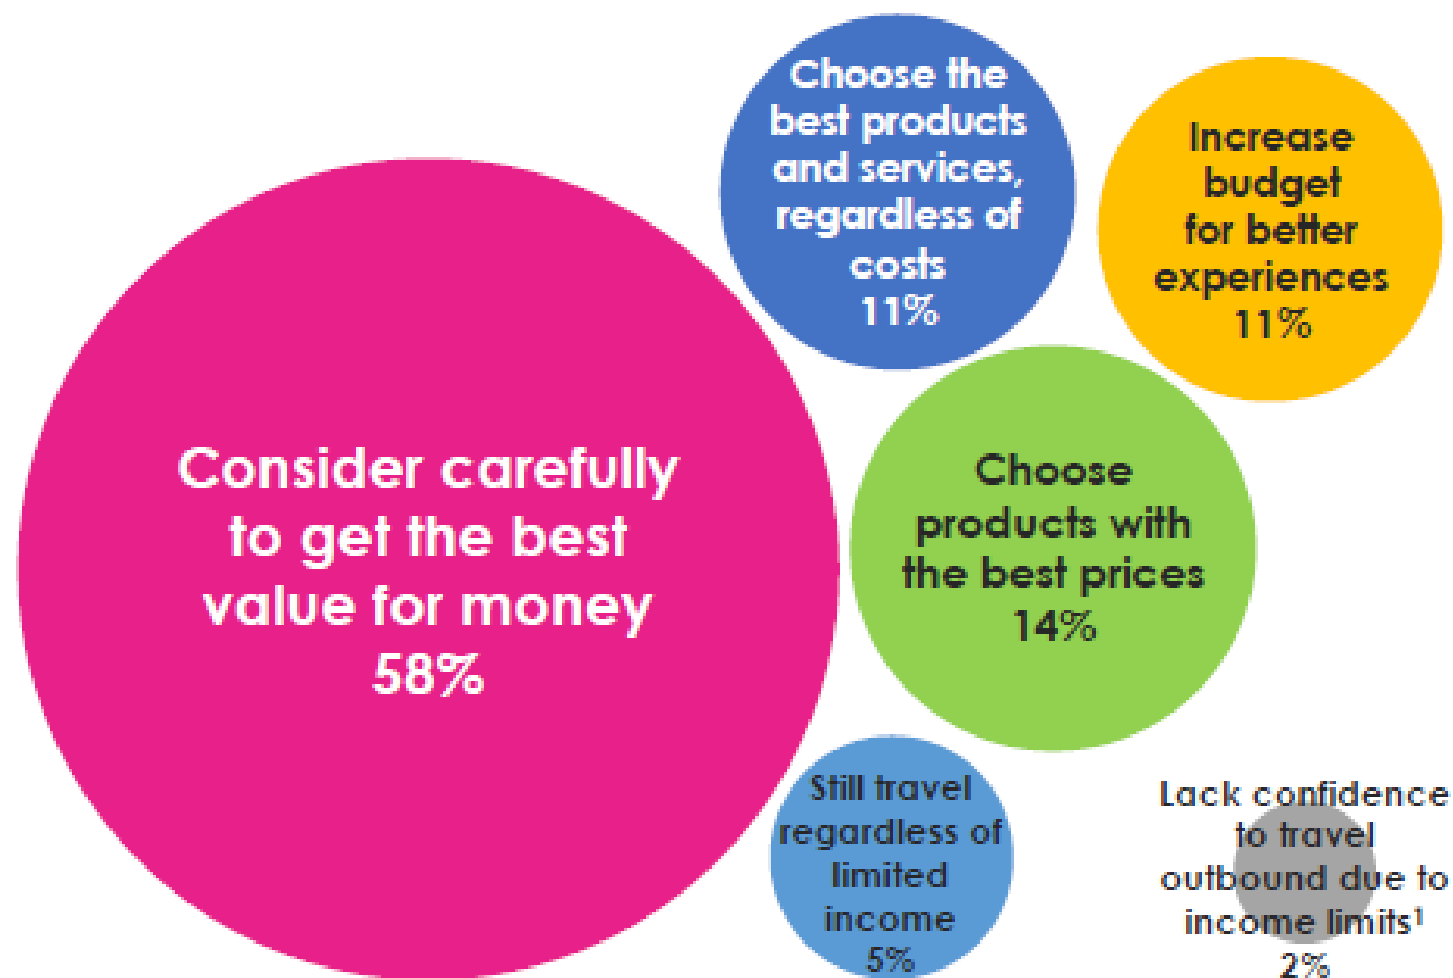 Choose the
best products
and services,
regardless of
costs
11%
Increase
budget
for better
experiences
11%
Consider carefully
to get the best
value for money
58%
Choose
products with
the best prices
14%
Still travel
regardless of
limited
income
5%
Lack confidence
to travel
outbound due to
income limits¹
2%